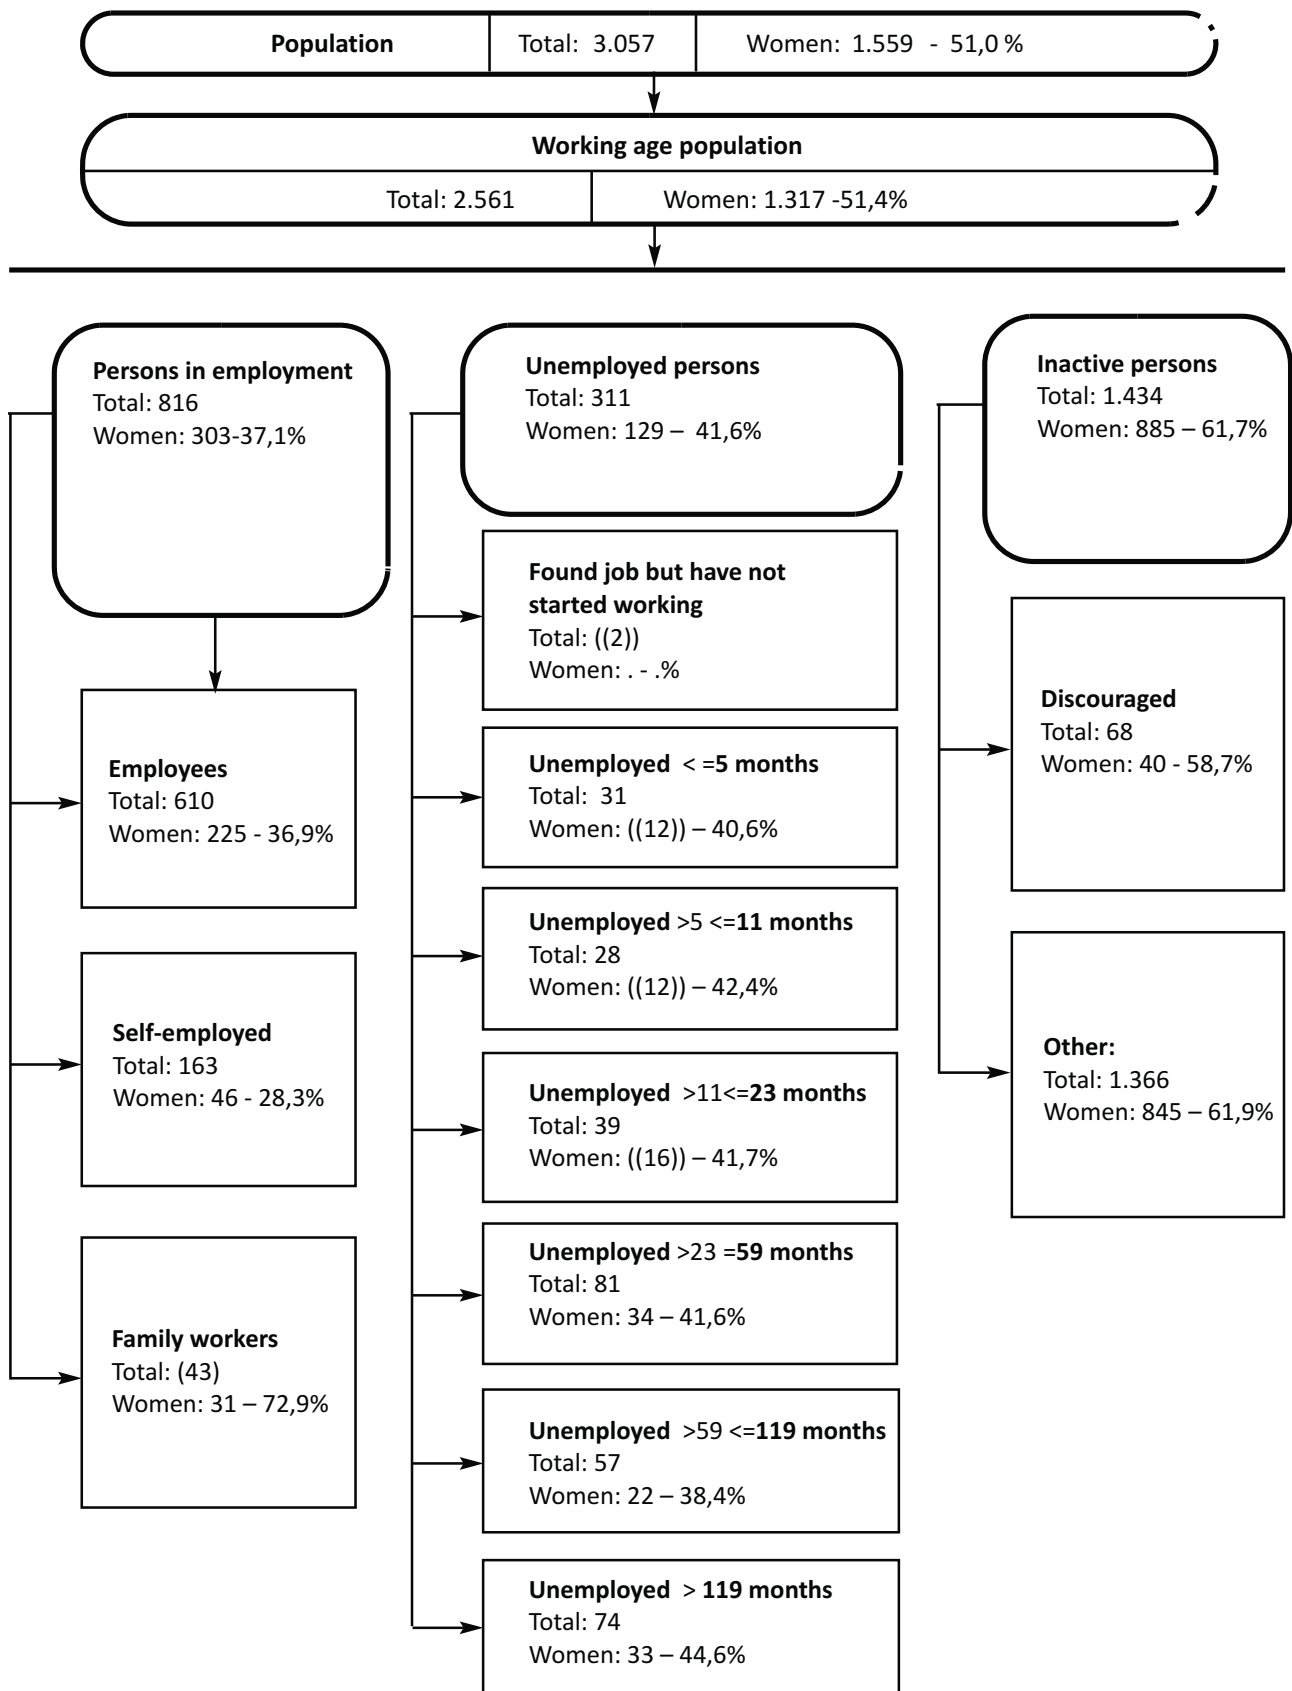 Population Total: 3.057 Women: 1.559 - 51,0 %
Working age population
Total: 2.561 Women: 1.317 -51,4%
Persons in employment
Total: 816
Women: 303-37,1%
Employees
Total: 610
Women: 225 - 36,9%
Self-employed
Total: 163
Women: 46 - 28,3%
Family workers
Total: (43)
Women: 31 – 72,9%
Unemployed persons
Total: 311
Women: 129 – 41,6%
Found job but have not
started working
Total: ((2))
Women: . - .%
Unemployed < =5 months
Total: 31
Women: ((12)) – 40,6%
Unemployed >5 <=11 months
Total: 28
Women: ((12)) – 42,4%
Unemployed >11<=23 months
Total: 39
Women: ((16)) – 41,7%
Unemployed >23 =59 months
Total: 81
Women: 34 – 41,6%
Unemployed >59 <=119 months
Total: 57
Women: 22 – 38,4%
Unemployed > 119 months
Total: 74
Women: 33 – 44,6%
Inactive persons
Total: 1.434
Women: 885 – 61,7%
Discouraged
Total: 68
Women: 40 - 58,7%
Other:
Total: 1.366
Women: 845 – 61,9%